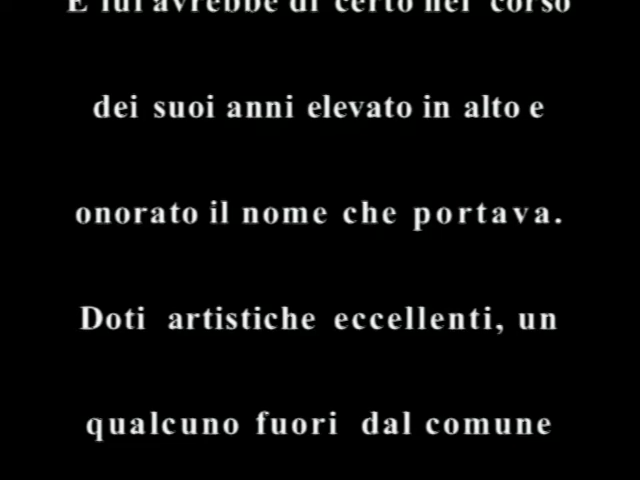 E lui avrebbe di certo nel corso
dei suoi anni elevato in alto e
onorato il nome che portava.
Doti artistiche eccellenti, un
qualcuno fuori dal comune